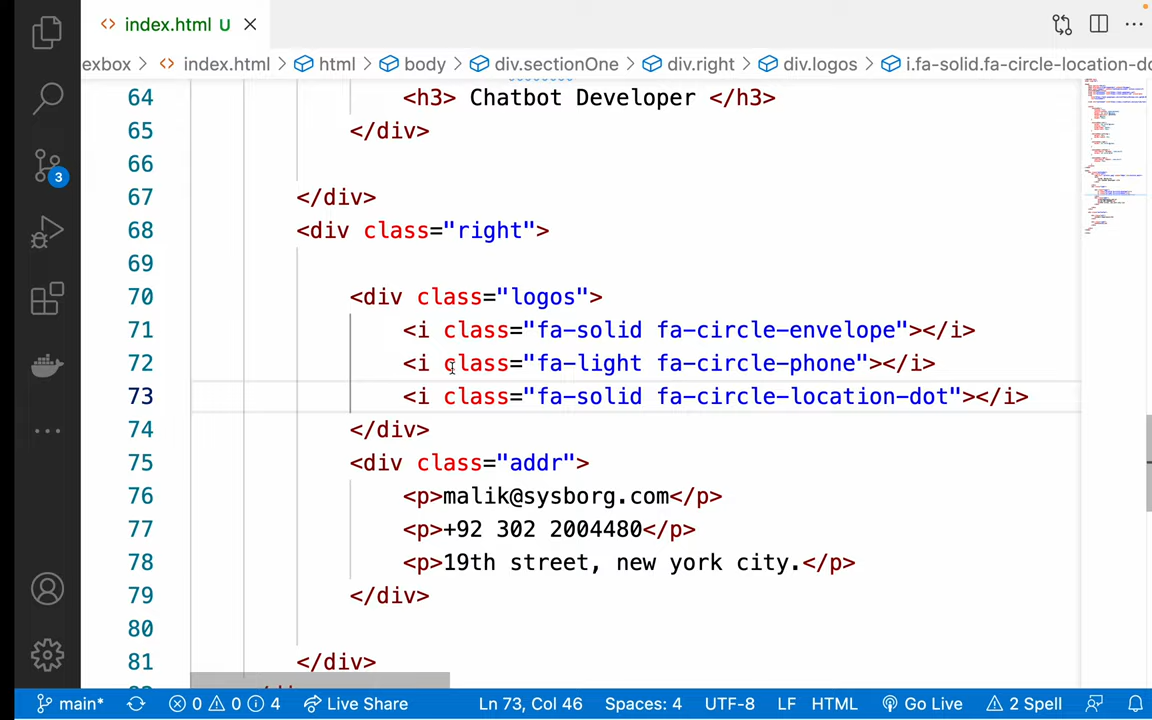 index.html U
exbox > index.html > html > body > div.sectionOne > div.right > div.logos > i.fa-solid.fa-circle-location-do
64 <h3> Chatbot Developer </h3>
65 </div>
66
67 </div>
68 <div class="right">
69
70 <div class="logos">
71 <i class="fa-solid fa-circle-envelope"></i>
72 <i class="fa-light fa-circle-phone"></i>
73 <i class="fa-solid fa-circle-location-dot"></i>
74 </div>
75 <div class="addr">
76 <p>malik@sysborg.com</p>
77 <p>+92 302 2004480</p>
78 <p>19th street, new york city.</p>
79 </div>
80
81 </div>
3
main* 0 0 4 Live Share Ln 73, Col 46 Spaces: 4 UTF-8 LF HTML Go Live 2 Spell